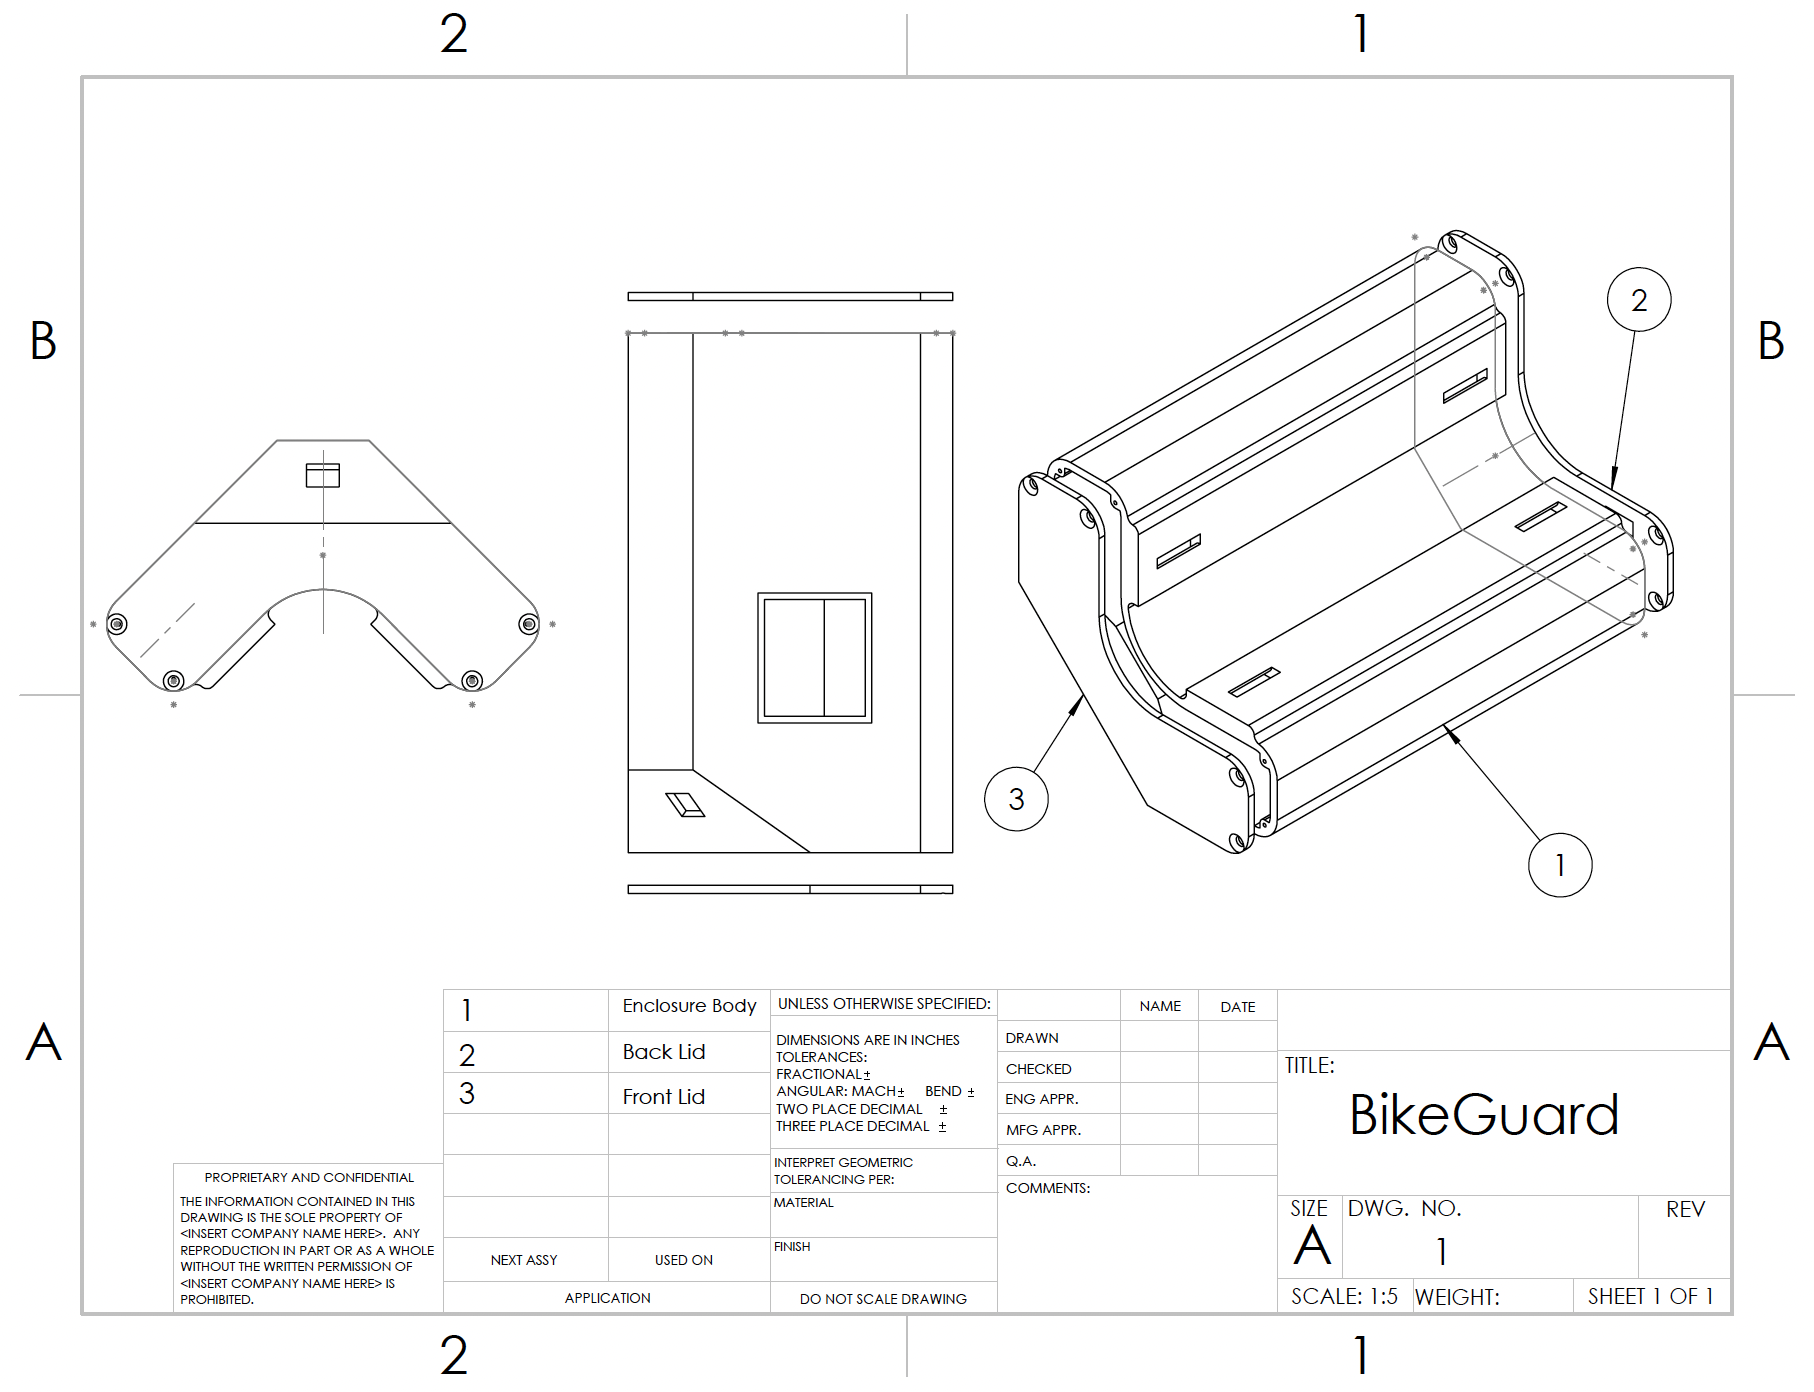 2 1
B B
2
3
1
A A
1 Enclosure Body
2 Back Lid
3 Front Lid
NEXT ASSY USED ON
APPLICATION
PROPRIETARY AND CONFIDENTIAL
THE INFORMATION CONTAINED IN THIS
DRAWING IS THE SOLE PROPERTY OF
<INSERT COMPANY NAME HERE>. ANY
REPRODUCTION IN PART OR AS A WHOLE
WITHOUT THE WRITTEN PERMISSION OF
<INSERT COMPANY NAME HERE> IS
PROHIBITED.
UNLESS OTHERWISE SPECIFIED:
DIMENSIONS ARE IN INCHES
TOLERANCES:
FRACTIONAL ±
ANGULAR: MACH ± BEND ±
TWO PLACE DECIMAL ±
THREE PLACE DECIMAL ±
INTERPRET GEOMETRIC
TOLERANCING PER:
MATERIAL
FINISH
DO NOT SCALE DRAWING
NAME DATE
DRAWN
CHECKED
ENG APPR.
MFG APPR.
Q.A.
COMMENTS:
TITLE:
BikeGuard
SIZE DWG. NO. REV
A 1
SCALE: 1:5 WEIGHT: SHEET 1 OF 1
2 1